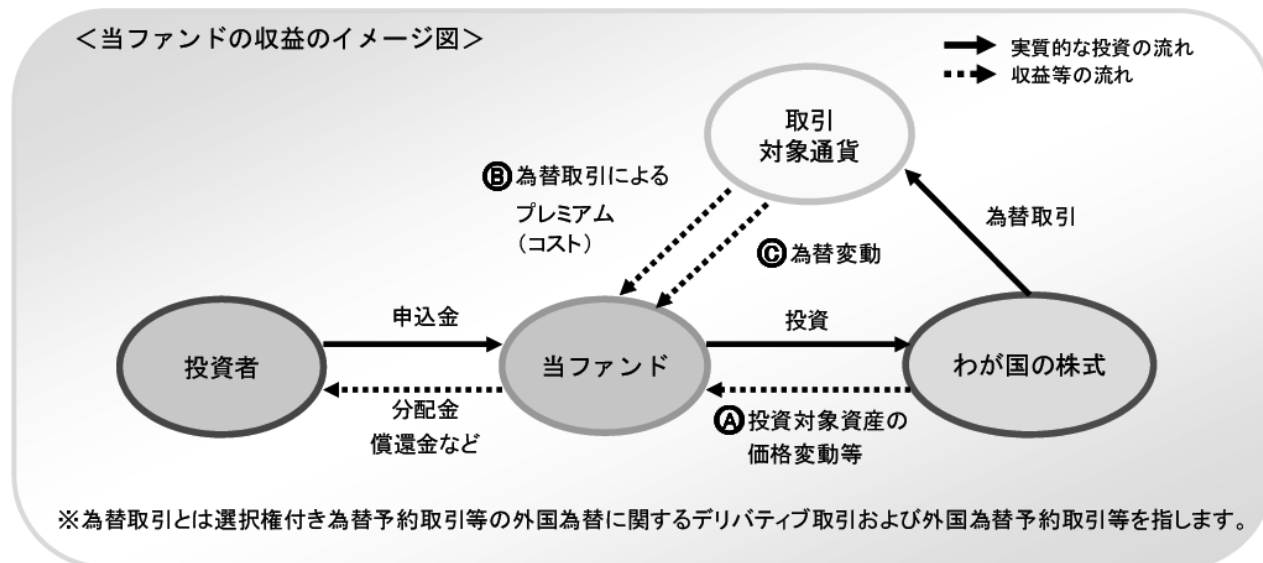 ＜当ファンドの収益のイメージ図＞
実質的な投資の流れ
収益等の流れ
取引
対象通貨
Ⓑ為替取引による
プレミアム
（コスト）
Ⓒ為替変動
為替取引
投資者
申込金
分配金
償還金など
当ファンド
投資
Ⓐ投資対象資産の
価格変動等
わが国の株式
※為替取引とは選択権付き為替予約取引等の外国為替に関するデリバティブ取引および外国為替予約取引等を指します。